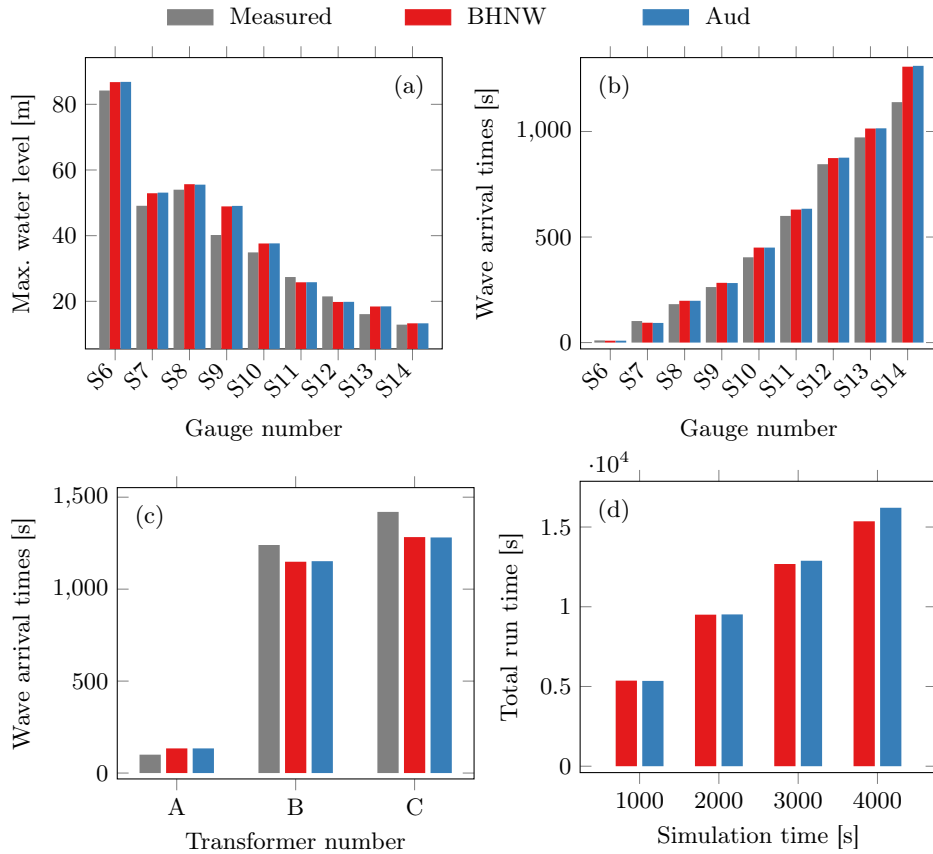 Measured BHNW Aud
(a)
Max. water level [m]
80
60
40
20
S6 S7 S8 S9 S10 S11 S12 S13 S14
Gauge number
(b)
Wave arrival times [s]
1,000
500
0
S6 S7 S8 S9 S10 S11 S12 S13 S14
Gauge number
(c)
Wave arrival times [s]
1,500
1,000
500
0
A B C
Transformer number
·10⁴
(d)
Total run time [s]
1.5
1
0.5
0
1000 2000 3000 4000
Simulation time [s]